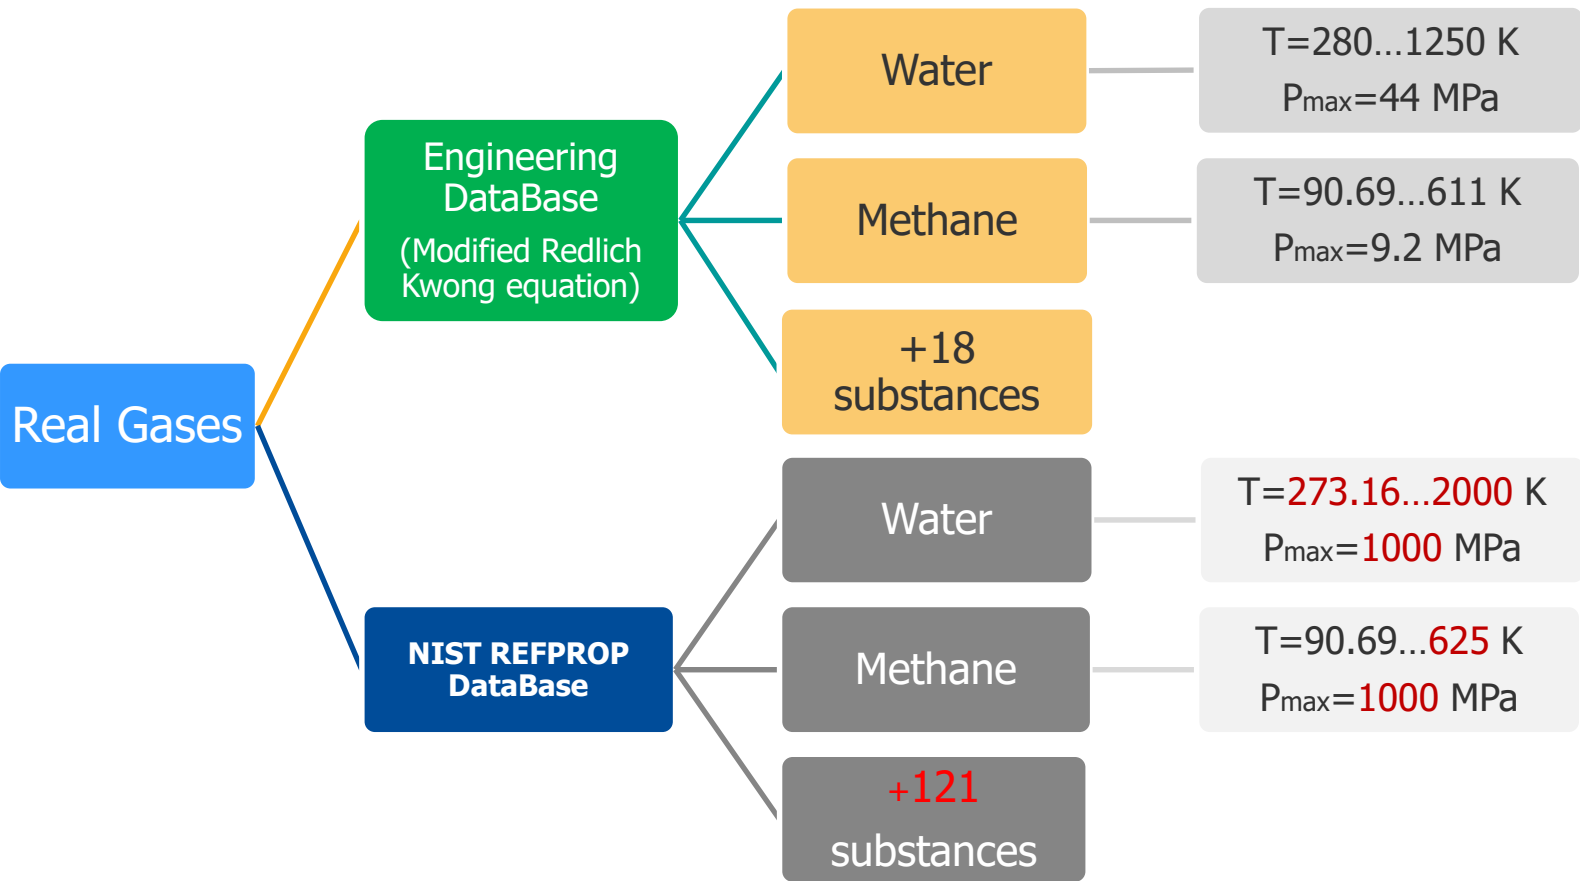 Real Gases
Engineering
DataBase
(Modified Redlich
Kwong equation)
Water
T=280...1250 K
Pmax=44 MPa
Methane
T=90.69...611 K
Pmax=9.2 MPa
+18
substances
NIST REFPROP
DataBase
Water
T=273.16...2000 K
Pmax=1000 MPa
Methane
T=90.69...625 K
Pmax=1000 MPa
+121
substances